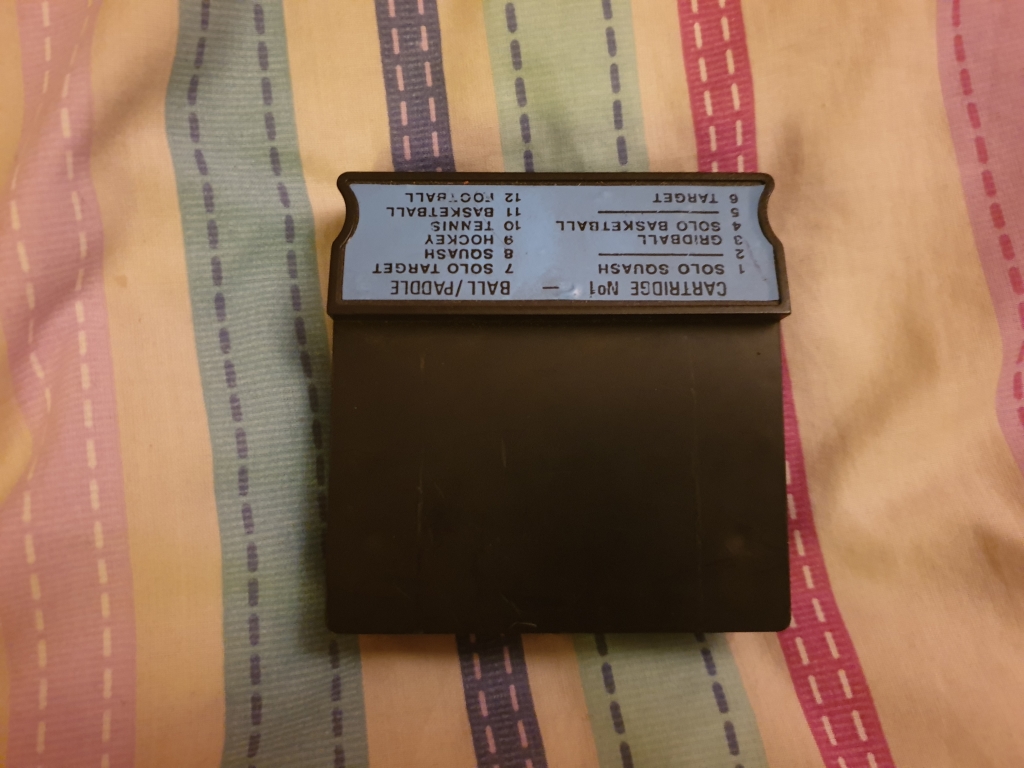 CARTRIDGE Nº1 — BALL/PADDLE
1 SOLO SQUASH
2 ————
3 GRIDBALL
4 SOLO BASKETBALL
5 ————
6 TARGET
7 SOLO TARGET
8 SQUASH
9 HOCKEY
10 TENNIS
11 BASKETBALL
12 FOOTBALL